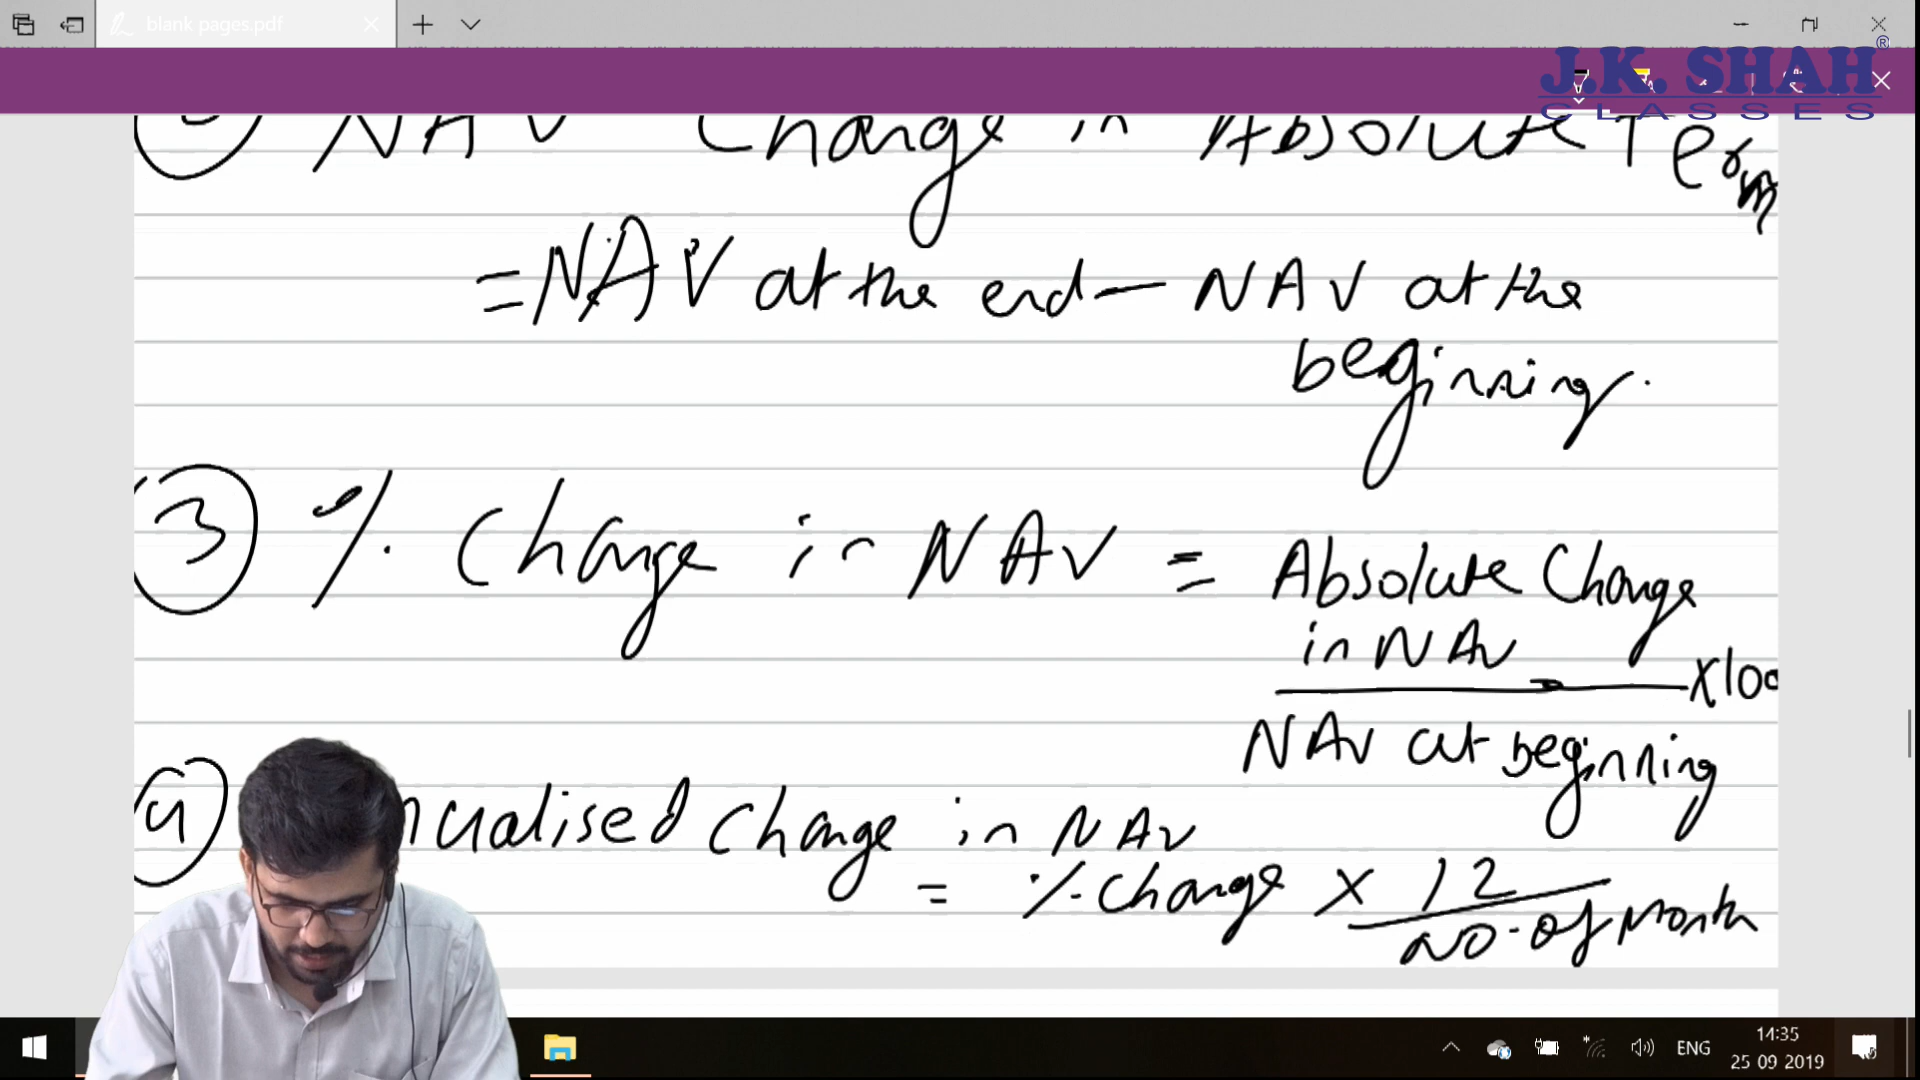 blank pages.pdf
J.K. SHAH ®
CLASSES
NAV Change in Absolute Term
= NAV at the end — NAV at the
beginning.
3 % Change in NAV = Absolute Change
in NAV
X100
NAV at beginning
4 nualised Change in NAV
= % Change X 12
No. of Month
ENG
14:35
25 09 2019